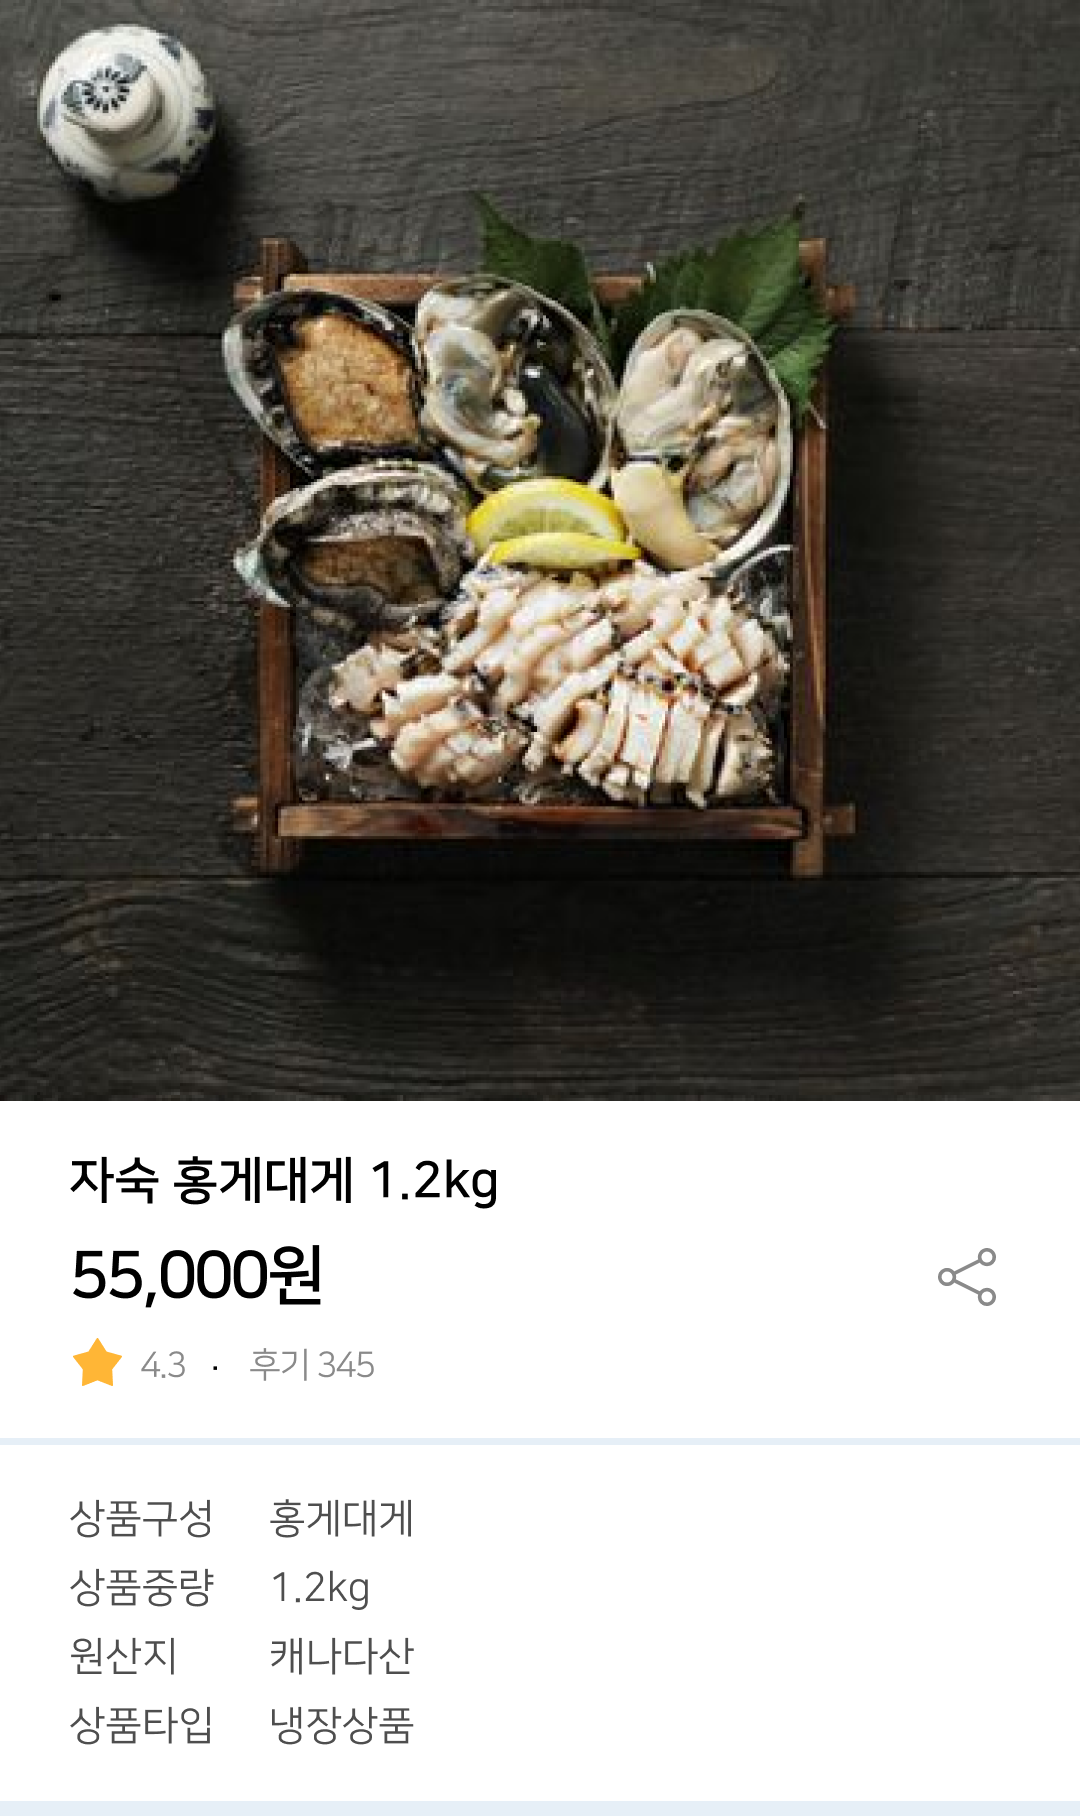 자숙 홍게대게 1.2kg
55,000원
4.3 · 후기 345
상품구성 홍게대게
상품중량 1.2kg
원산지 캐나다산
상품타입 냉장상품